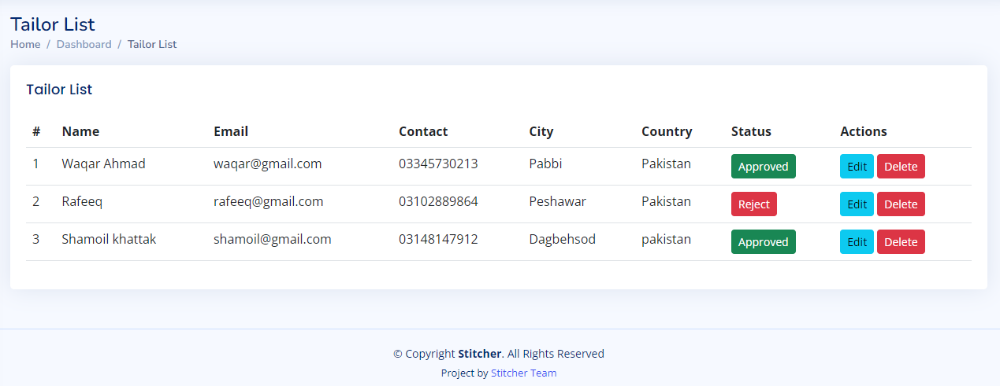 Tailor List
Home / Dashboard / Tailor List
Tailor List
# Name Email Contact City Country Status Actions
1 Waqar Ahmad waqar@gmail.com 03345730213 Pabbi Pakistan Approved Edit Delete
2 Rafeeq rafeeq@gmail.com 03102889864 Peshawar Pakistan Reject Edit Delete
3 Shamoil khattak shamoil@gmail.com 03148147912 Dagbehsod pakistan Approved Edit Delete
© Copyright Stitcher. All Rights Reserved
Project by Stitcher Team